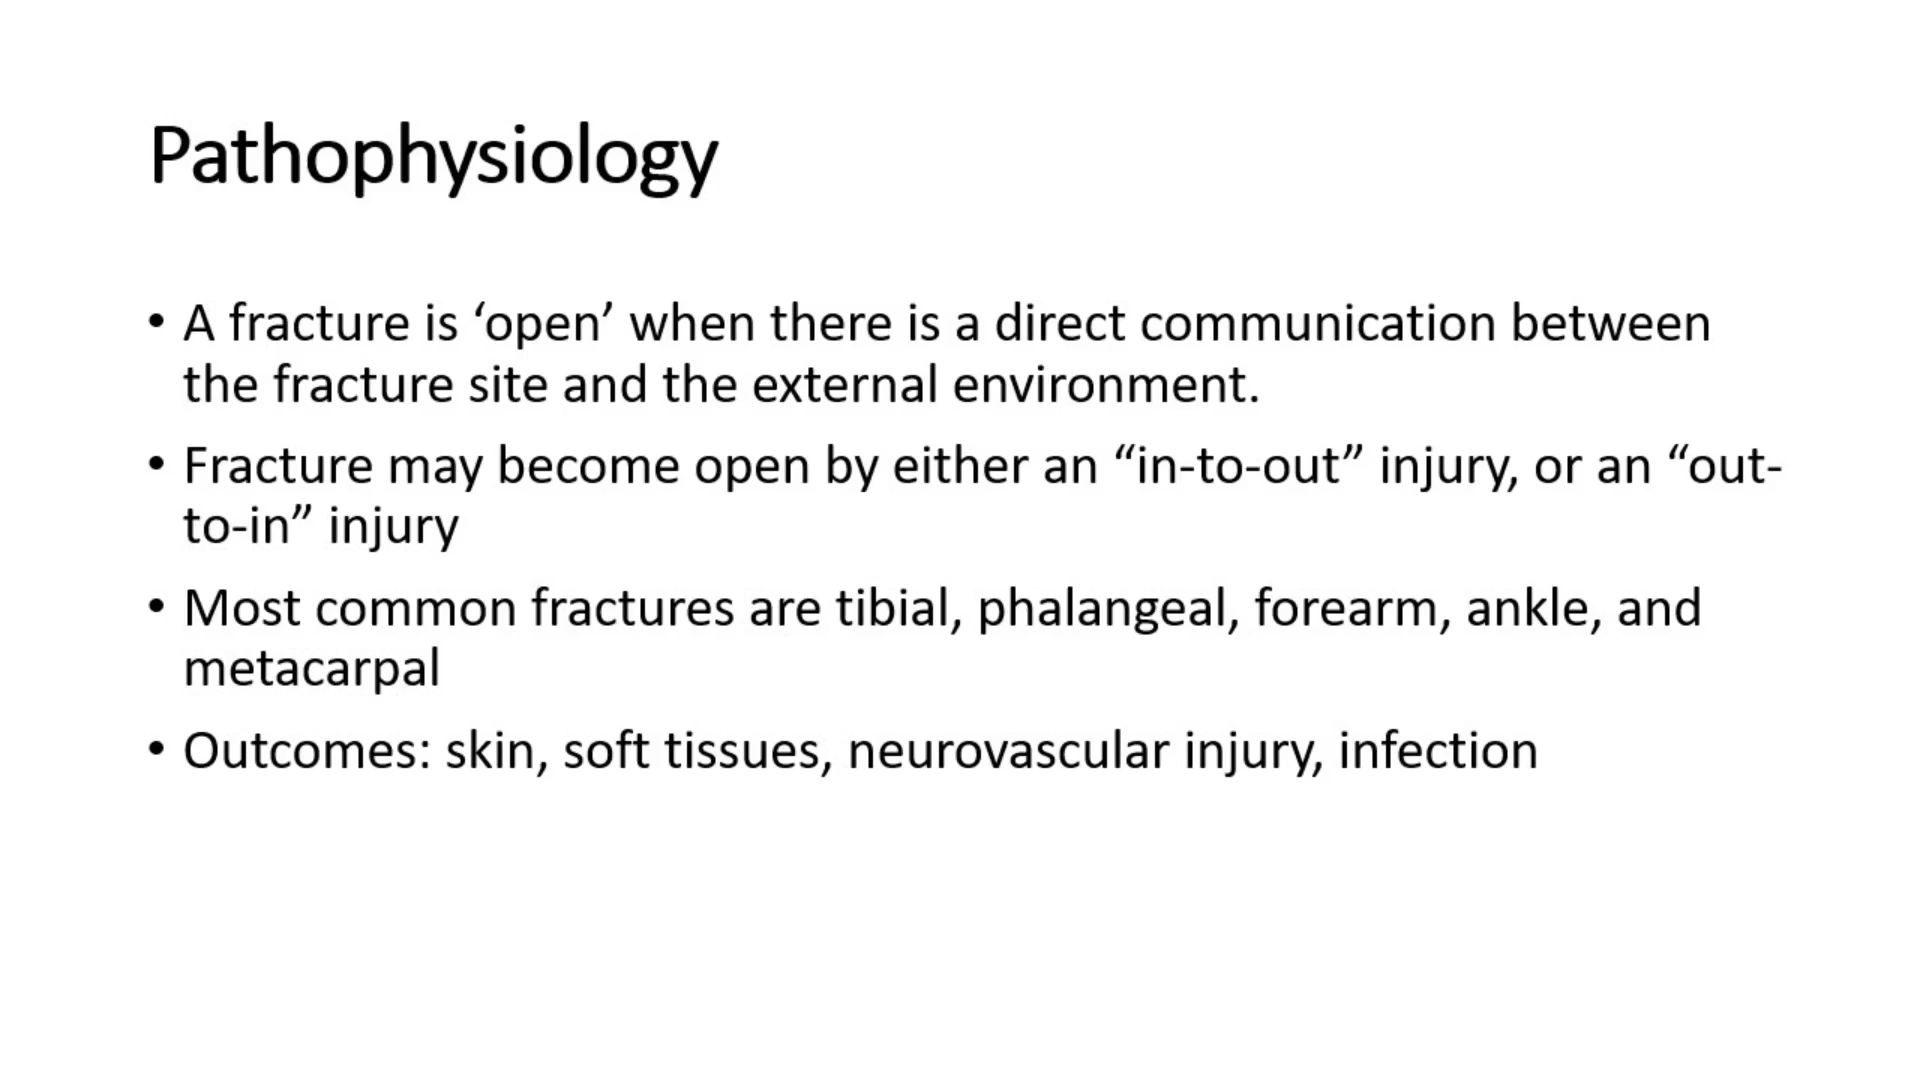 Pathophysiology
• A fracture is ‘open’ when there is a direct communication between
the fracture site and the external environment.
• Fracture may become open by either an “in-to-out” injury, or an “out-
to-in” injury
• Most common fractures are tibial, phalangeal, forearm, ankle, and
metacarpal
• Outcomes: skin, soft tissues, neurovascular injury, infection